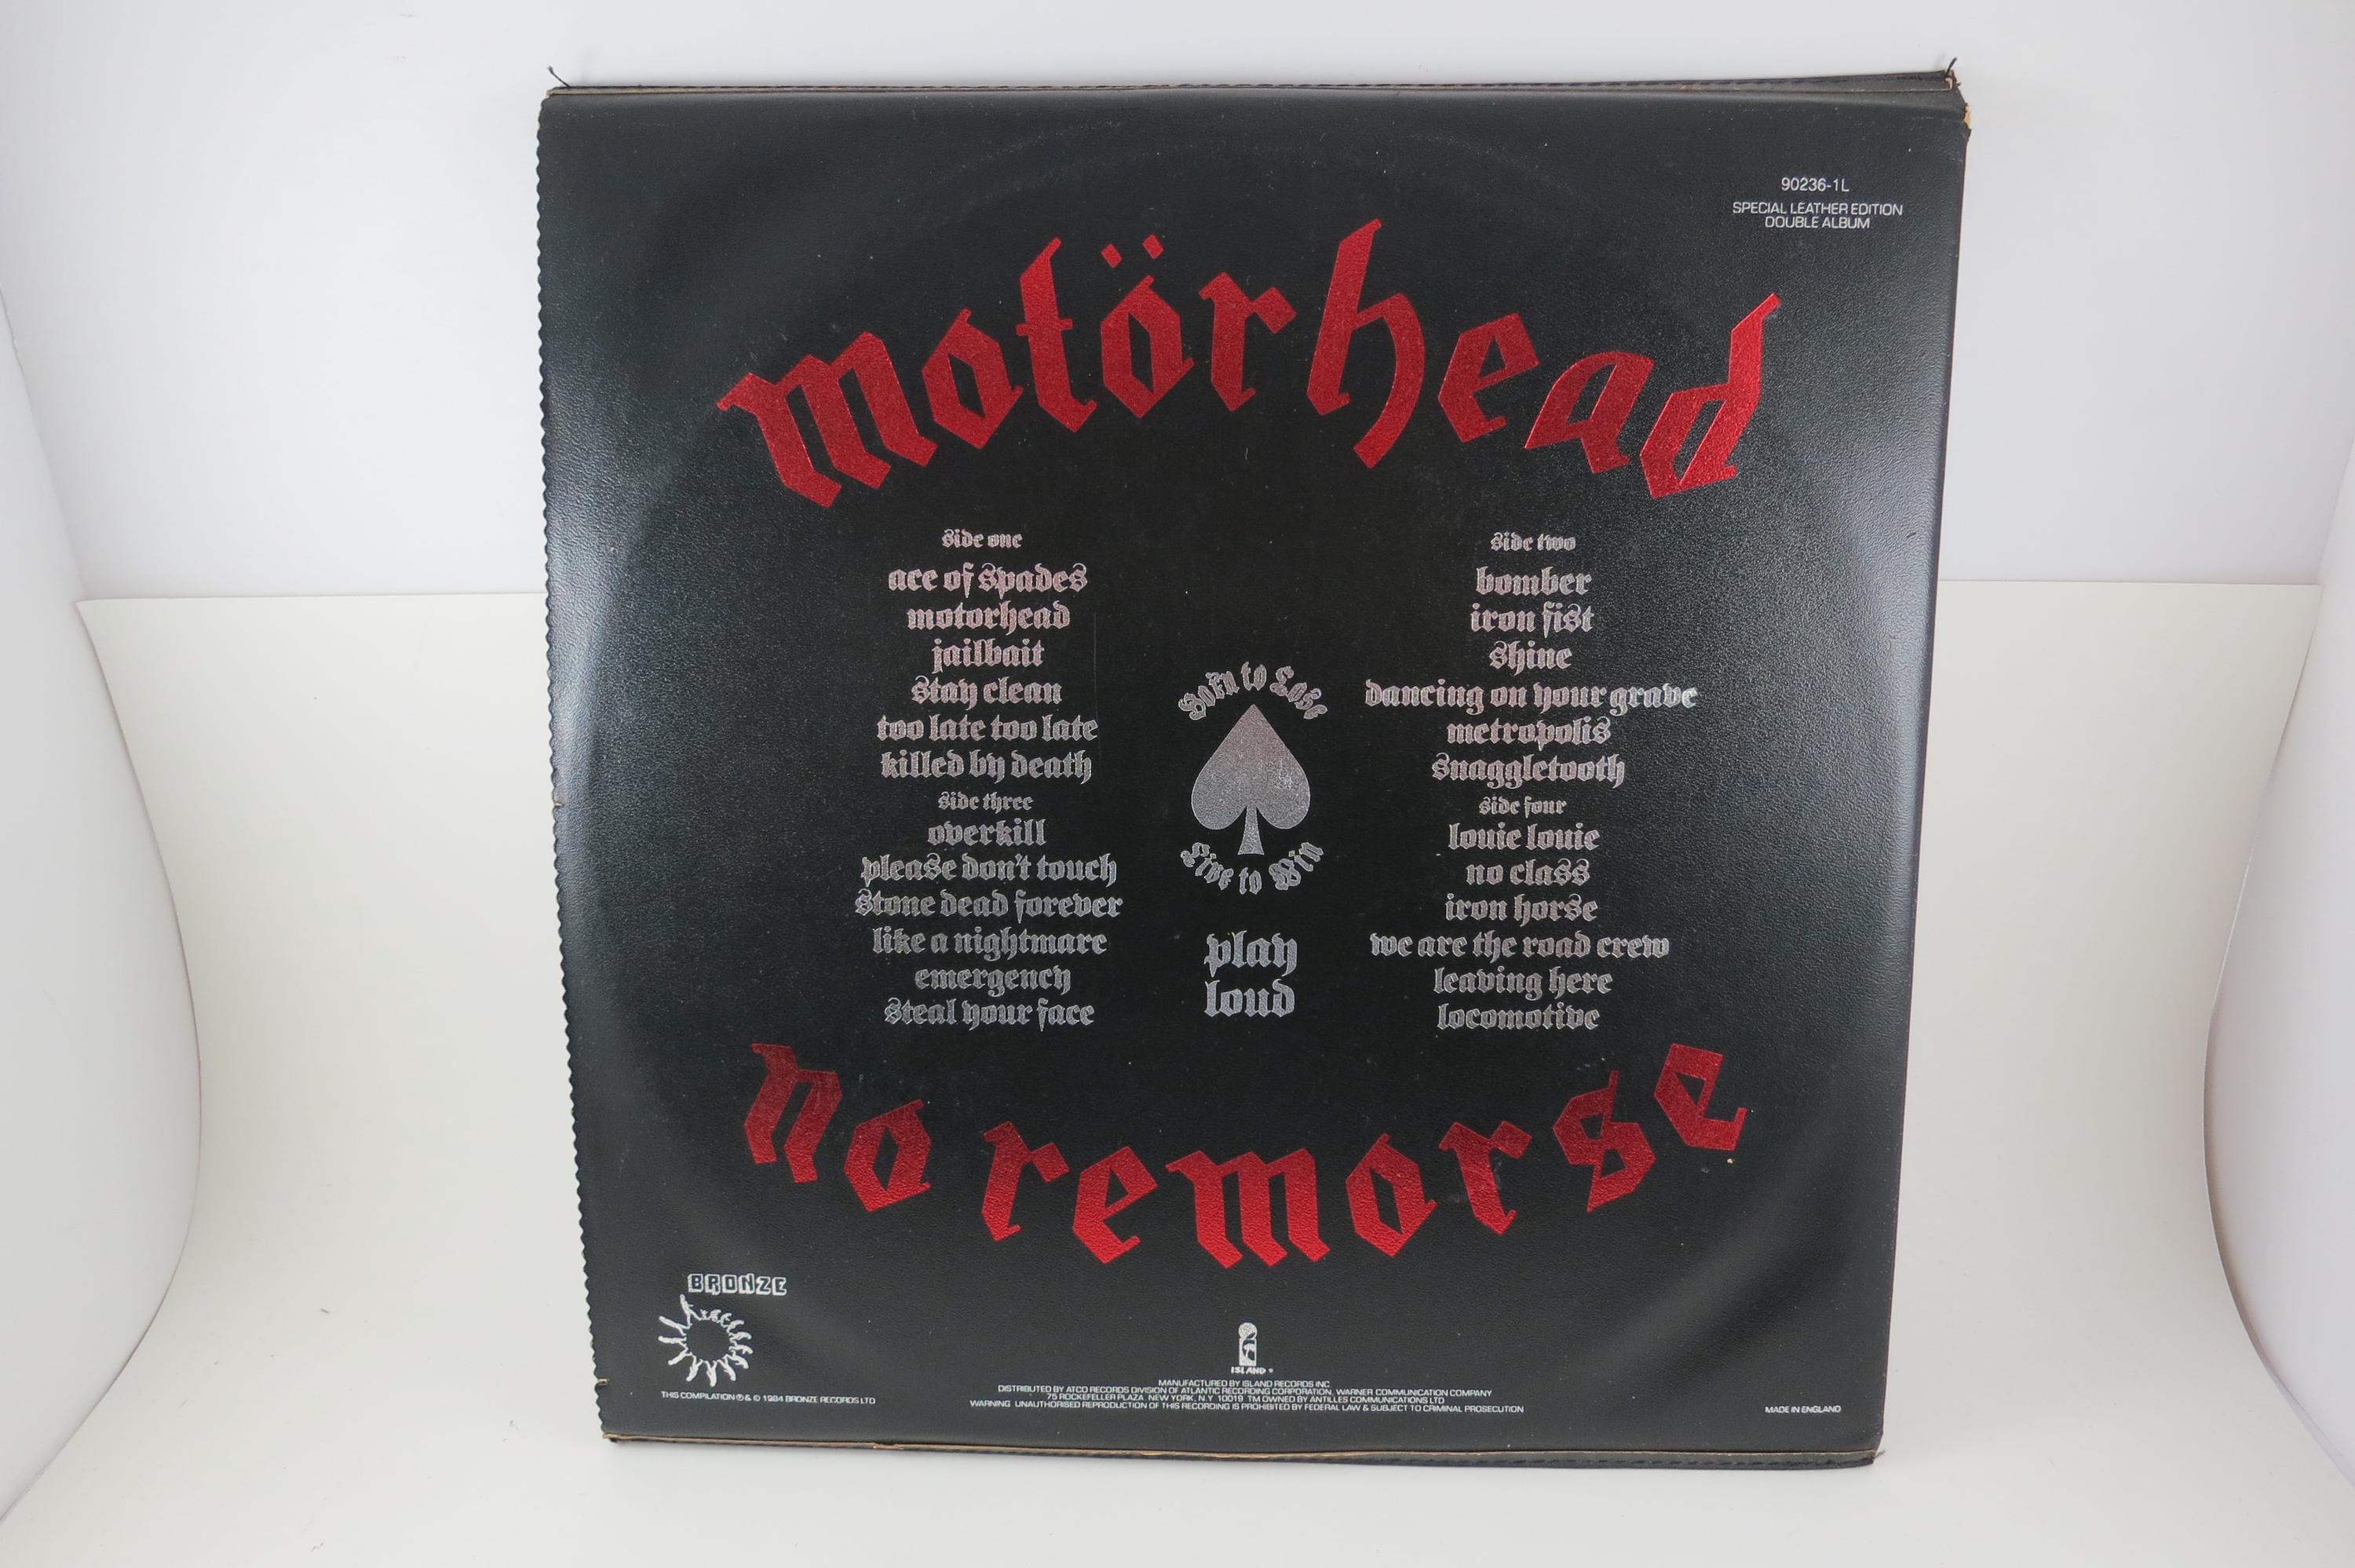 90236-1L
SPECIAL LEATHER EDITION
DOUBLE ALBUM
motörhead
side one
ace of spades
motorhead
jailbait
stay clean
too late too late
killed by death
side three
overkill
please don't touch
stone dead forever
like a nightmare
emergency
steal your face
Born to Lose
Live to Win
play
loud
side two
bomber
iron fist
shine
dancing on your grave
metropolis
snaggletooth
side four
louie louie
no class
iron horse
we are the road crew
leaving here
locomotive
no remorse
BRONZE
THIS COMPILATION ℗ & © 1984 BRONZE RECORDS LTD
ISLAND
MANUFACTURED BY ISLAND RECORDS INC
DISTRIBUTED BY ATCO RECORDS DIVISION OF ATLANTIC RECORDING CORPORATION, WARNER COMMUNICATION COMPANY
75 ROCKEFELLER PLAZA, NEW YORK, N.Y. 10019 TM OWNED BY ANTILLES COMMUNICATIONS LTD
WARNING UNAUTHORISED REPRODUCTION OF THIS RECORDING IS PROHIBITED BY FEDERAL LAW & SUBJECT TO CRIMINAL PROSECUTION
MADE IN ENGLAND